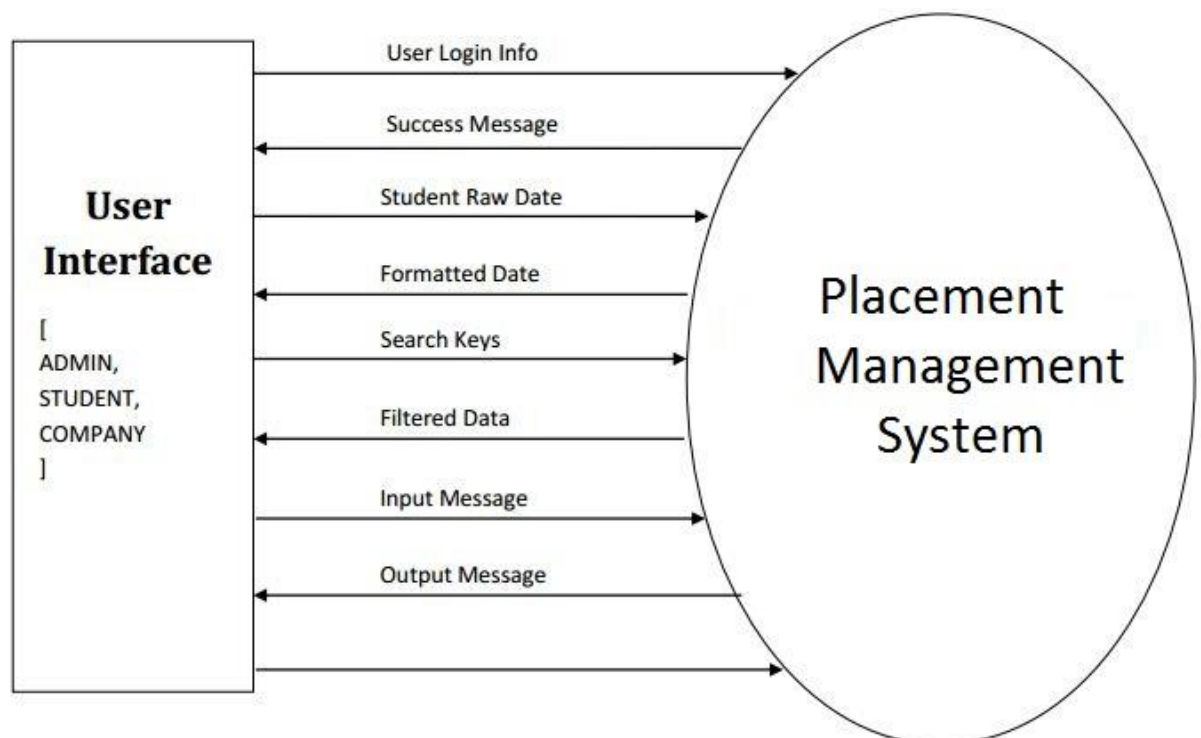 User
Interface
[
ADMIN,
STUDENT,
COMPANY
]
User Login Info
Success Message
Student Raw Date
Formatted Date
Search Keys
Filtered Data
Input Message
Output Message
Placement
Management
System